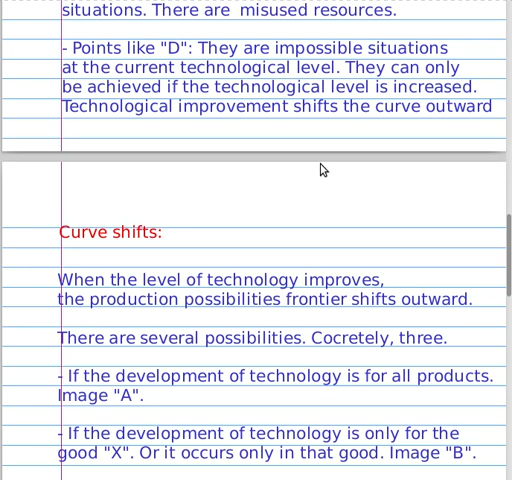 situations. There are  misused resources.
- Points like "D": They are impossible situations
at the current technological level. They can only
be achieved if the technological level is increased.
Technological improvement shifts the curve outward
Curve shifts:
When the level of technology improves,
the production possibilities frontier shifts outward.
There are several possibilities. Cocretely, three.
- If the development of technology is for all products.
Image "A".
- If the development of technology is only for the
good "X". Or it occurs only in that good. Image "B".